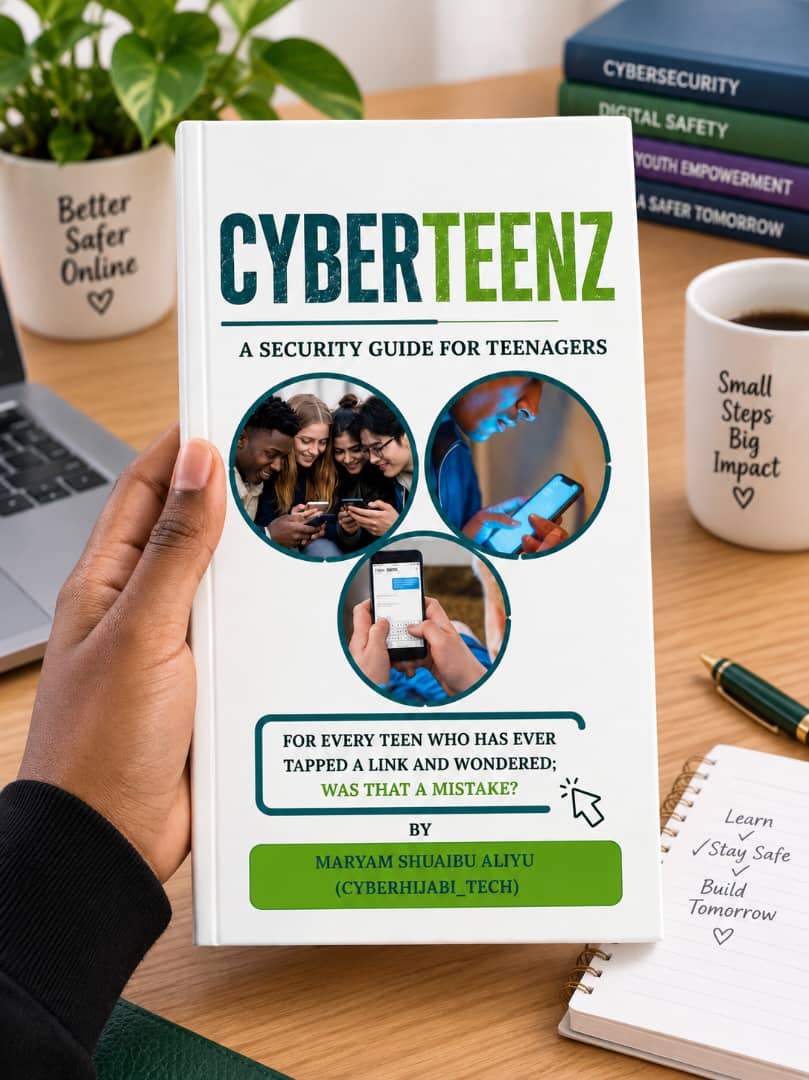 Better
Safer
Online
CYBERSECURITY
DIGITAL SAFETY
YOUTH EMPOWERMENT
A SAFER TOMORROW
CYBERTEENZ
A SECURITY GUIDE FOR TEENAGERS
FOR EVERY TEEN WHO HAS EVER
TAPPED A LINK AND WONDERED;
WAS THAT A MISTAKE?
BY
MARYAM SHUAIBU ALIYU
(CYBERHIJABI_TECH)
Small
Steps
Big
Impact
Learn
✓
✓Stay Safe
✓
Build
Tomorrow